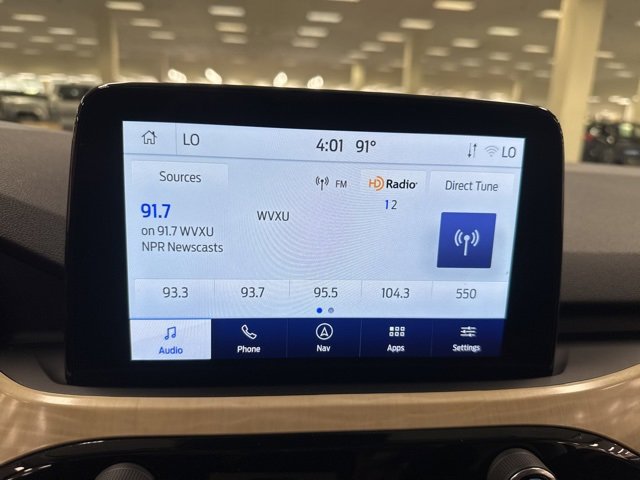 LO 4:01 91° LO
Sources FM HD Radio® Direct Tune
91.7 WVXU 1 2
on 91.7 WVXU
NPR Newscasts
93.3 93.7 95.5 104.3 550
Audio Phone Nav Apps Settings